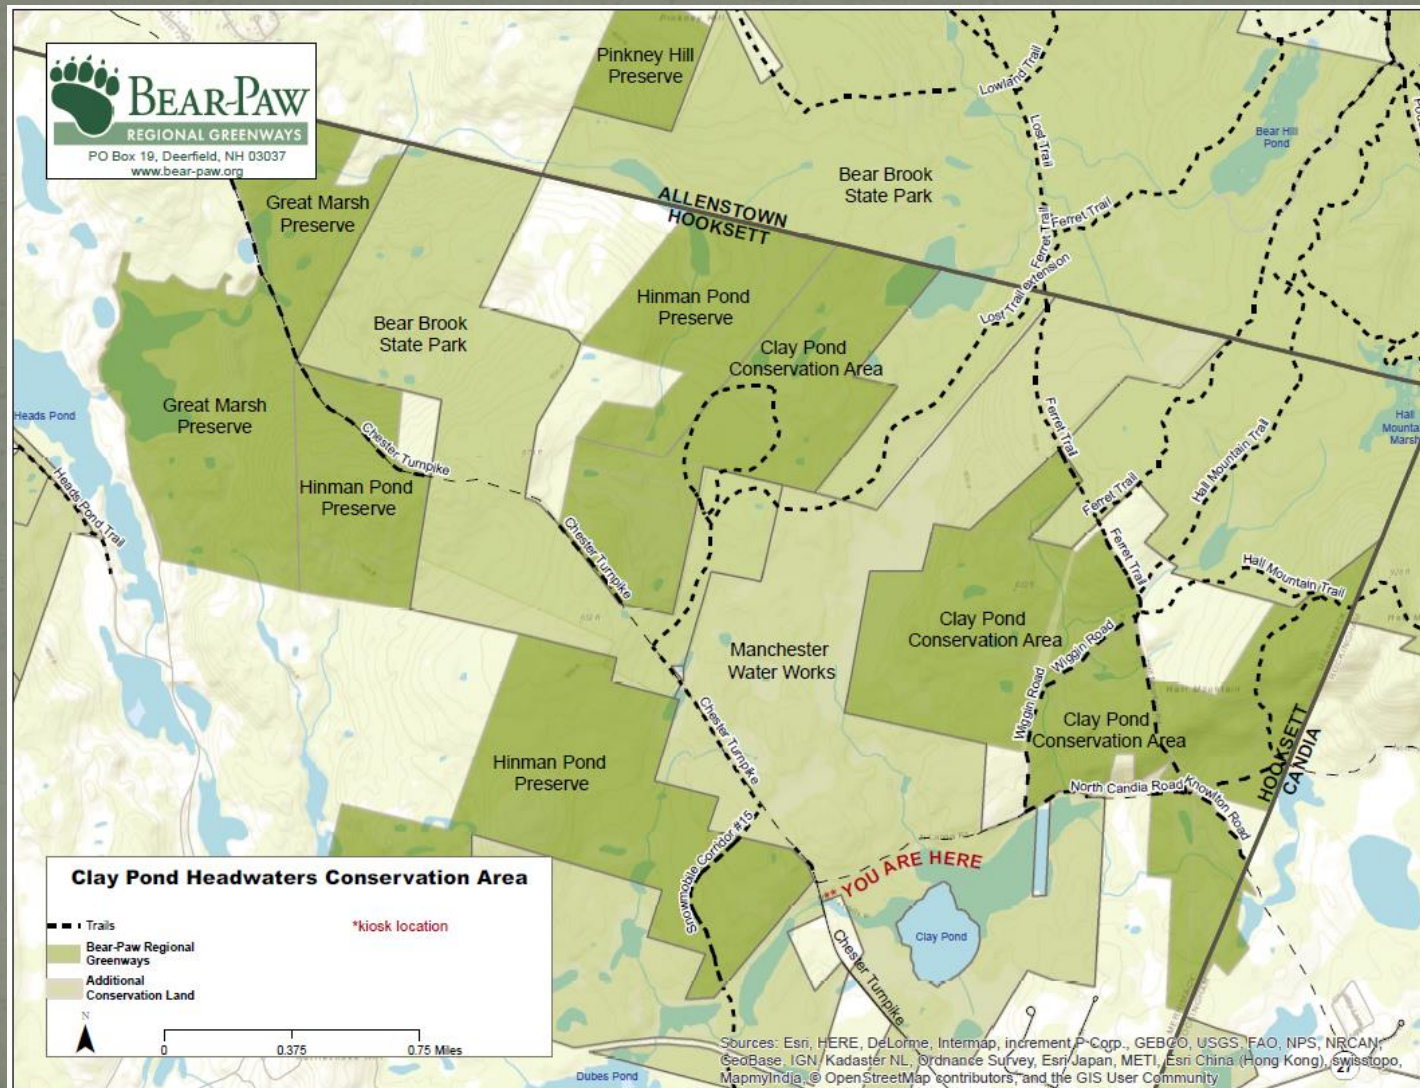 BEAR-PAW
REGIONAL GREENWAYS
PO Box 19, Deerfield, NH 03037
www.bear-paw.org
Pinkney Hill
Pinkney Hill
Preserve
Lowland Trail
Lost Trail
Bear Hill
Pond
Great Marsh
Preserve
ALLENSTOWN
HOOKSETT
Bear Brook
State Park
Ferret Trail
Ferret Trail
Lost Trail extension
Hinman Pond
Preserve
Bear Brook
State Park
Clay Pond
Conservation Area
Great Marsh
Preserve
Heads Pond
Chester Turnpike
Ferret Trail
Hall Mountain Trail
Hall
Mounta
Marsh
Heads Pond Trail
Hinman Pond
Preserve
Ferret Trail
Chester Turnpike
Ferret Trail
Hall Mountain Trail
Clay Pond
Conservation Area
Wiggin Road
Manchester
Water Works
Hall Mountain
Wiggin Road
Clay Pond
Conservation Area
Chester Turnpike
HOOKSETT
CANDIA
Hinman Pond
Preserve
North Candia Road
Knowlton Road
Snowmobile Corridor #15
** YOU ARE HERE
Clay Pond
Chester Turnpike
Clay Pond Headwaters Conservation Area
Trails
*kiosk location
Bear-Paw Regional
Greenways
Additional
Conservation Land
N
0 0.375 0.75 Miles
Dubes Pond
MERRIMACK
ROCKINGHAM
27
Sources: Esri, HERE, DeLorme, Intermap, increment P Corp., GEBCO, USGS, FAO, NPS, NRCAN,
GeoBase, IGN, Kadaster NL, Ordnance Survey, Esri Japan, METI, Esri China (Hong Kong), swisstopo,
MapmyIndia, © OpenStreetMap contributors, and the GIS User Community